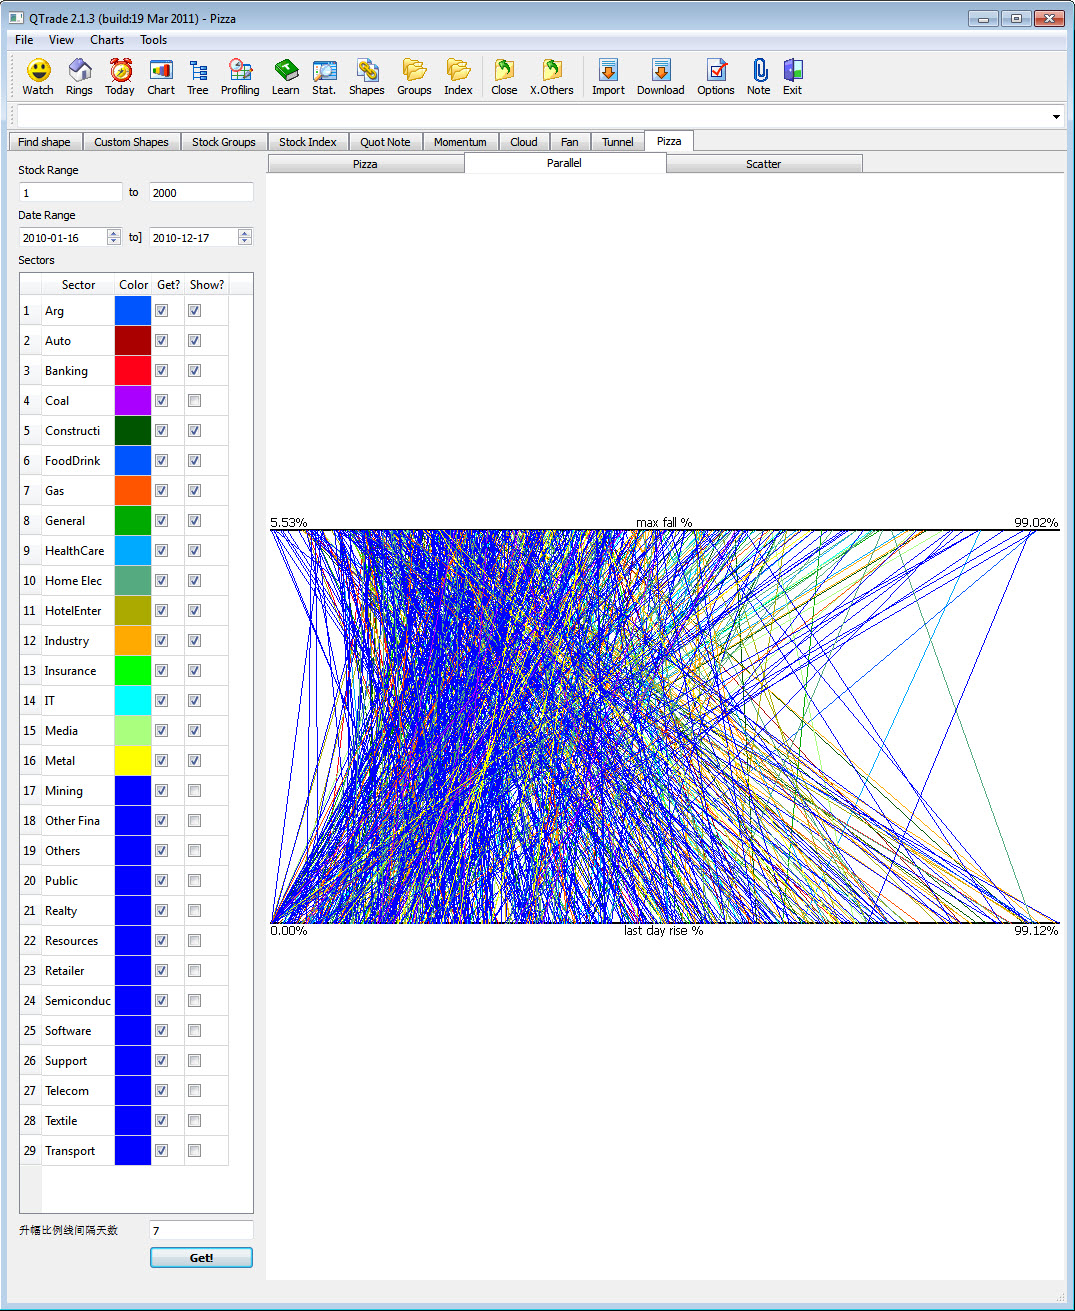 QTrade 2.1.3 (build:19 Mar 2011) - Pizza
File View Charts Tools
Watch Rings Today Chart Tree Profiling Learn Stat. Shapes Groups Index Close X.Others Import Download Options Note Exit
Find shape Custom Shapes Stock Groups Stock Index Quot Note Momentum Cloud Fan Tunnel Pizza
Pizza Parallel Scatter
Stock Range
1 to 2000
Date Range
2010-01-16 to] 2010-12-17
Sectors
Sector Color Get? Show?
1 Arg
2 Auto
3 Banking
4 Coal
5 Constructi
6 FoodDrink
7 Gas
8 General
9 HealthCare
10 Home Elec
11 HotelEnter
12 Industry
13 Insurance
14 IT
15 Media
16 Metal
17 Mining
18 Other Fina
19 Others
20 Public
21 Realty
22 Resources
23 Retailer
24 Semiconduc
25 Software
26 Support
27 Telecom
28 Textile
29 Transport
升幅比例线间隔天数 7
Get!
5.53% max fall % 99.02%
0.00% last day rise % 99.12%